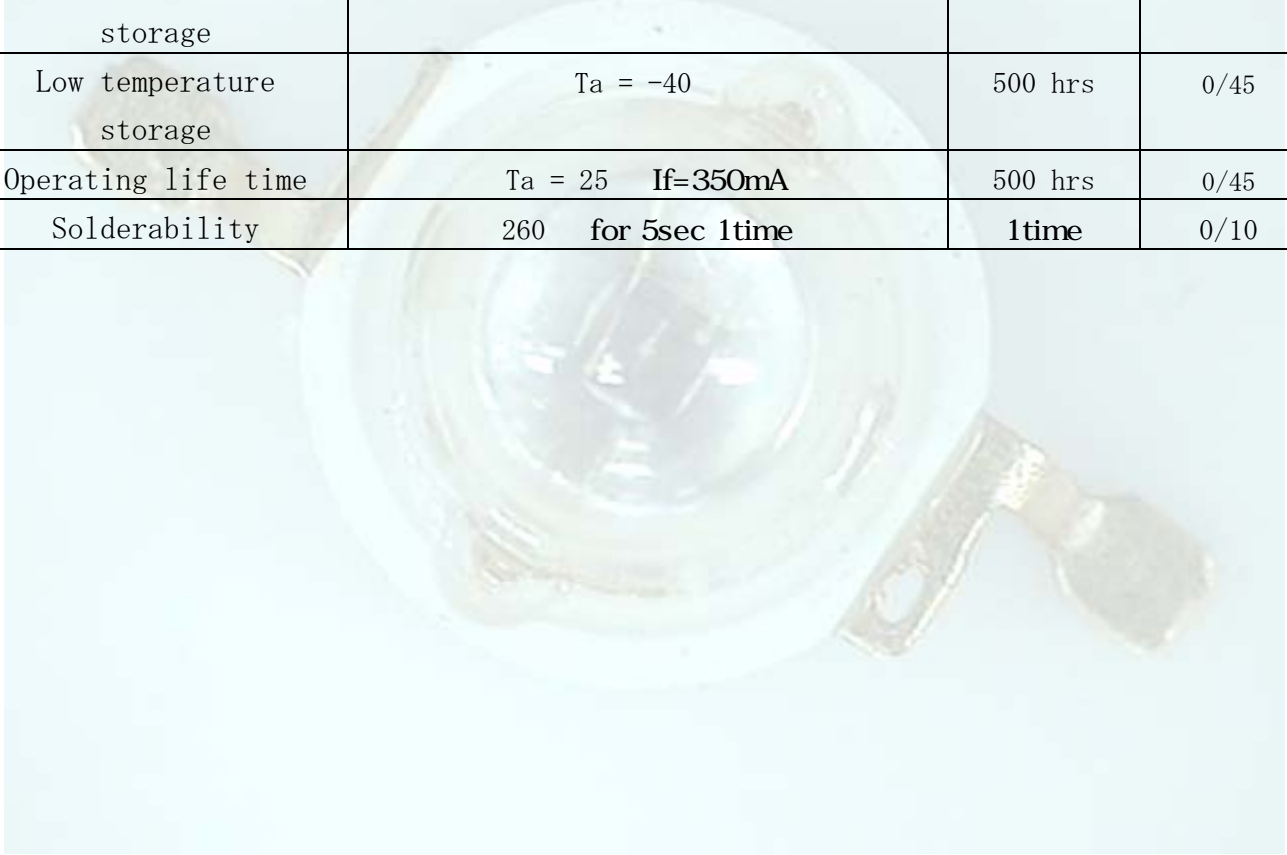 storage
Low temperature storage Ta = -40 500 hrs 0/45
Operating life time Ta = 25 If=350mA 500 hrs 0/45
Solderability 260 for 5sec 1time 1time 0/10